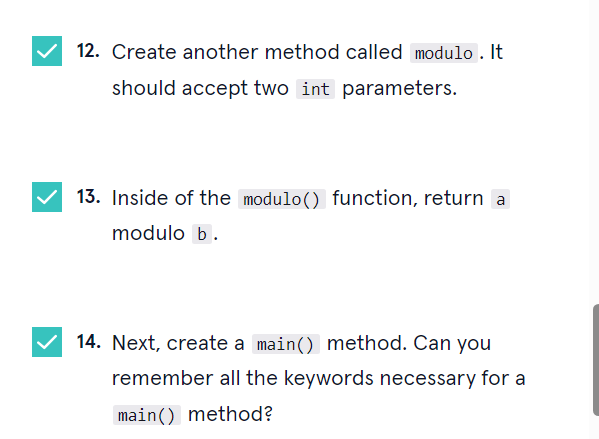 12. Create another method called modulo. It
should accept two int parameters.
13. Inside of the modulo() function, return a
modulo b.
14. Next, create a main() method. Can you
remember all the keywords necessary for a
main() method?